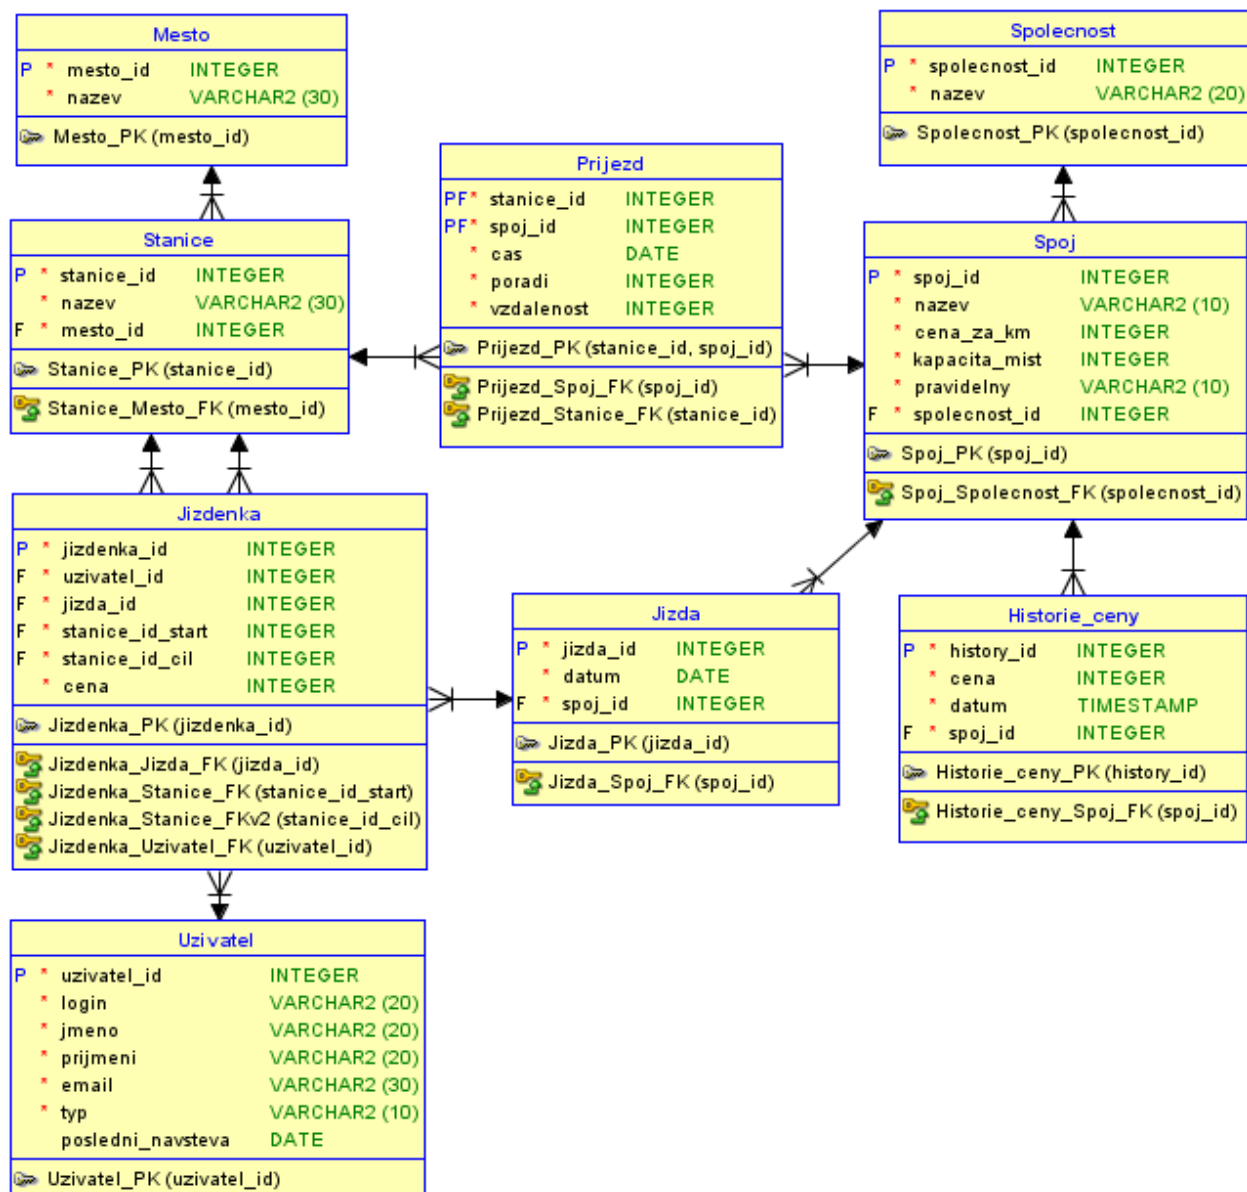 Mesto
P * mesto_id INTEGER
* nazev VARCHAR2 (30)
Mesto_PK (mesto_id)
Spolecnost
P * spolecnost_id INTEGER
* nazev VARCHAR2 (20)
Spolecnost_PK (spolecnost_id)
Prijezd
PF* stanice_id INTEGER
PF* spoj_id INTEGER
* cas DATE
* poradi INTEGER
* vzdalenost INTEGER
Prijezd_PK (stanice_id, spoj_id)
Prijezd_Spoj_FK (spoj_id)
Prijezd_Stanice_FK (stanice_id)
Stanice
P * stanice_id INTEGER
* nazev VARCHAR2 (30)
F * mesto_id INTEGER
Stanice_PK (stanice_id)
Stanice_Mesto_FK (mesto_id)
Spoj
P * spoj_id INTEGER
* nazev VARCHAR2 (10)
* cena_za_km INTEGER
* kapacita_mist INTEGER
* pravidelny VARCHAR2 (10)
F * spolecnost_id INTEGER
Spoj_PK (spoj_id)
Spoj_Spolecnost_FK (spolecnost_id)
Jizdenka
P * jizdenka_id INTEGER
F * uzivatel_id INTEGER
F * jizda_id INTEGER
F * stanice_id_start INTEGER
F * stanice_id_cil INTEGER
* cena INTEGER
Jizdenka_PK (jizdenka_id)
Jizdenka_Jizda_FK (jizda_id)
Jizdenka_Stanice_FK (stanice_id_start)
Jizdenka_Stanice_FKv2 (stanice_id_cil)
Jizdenka_Uzivatel_FK (uzivatel_id)
Jizda
P * jizda_id INTEGER
* datum DATE
F * spoj_id INTEGER
Jizda_PK (jizda_id)
Jizda_Spoj_FK (spoj_id)
Historie_ceny
P * history_id INTEGER
* cena INTEGER
* datum TIMESTAMP
F * spoj_id INTEGER
Historie_ceny_PK (history_id)
Historie_ceny_Spoj_FK (spoj_id)
Uzivatel
P * uzivatel_id INTEGER
* login VARCHAR2 (20)
* jmeno VARCHAR2 (20)
* prijmeni VARCHAR2 (20)
* email VARCHAR2 (30)
* typ VARCHAR2 (10)
posledni_navsteva DATE
Uzivatel_PK (uzivatel_id)